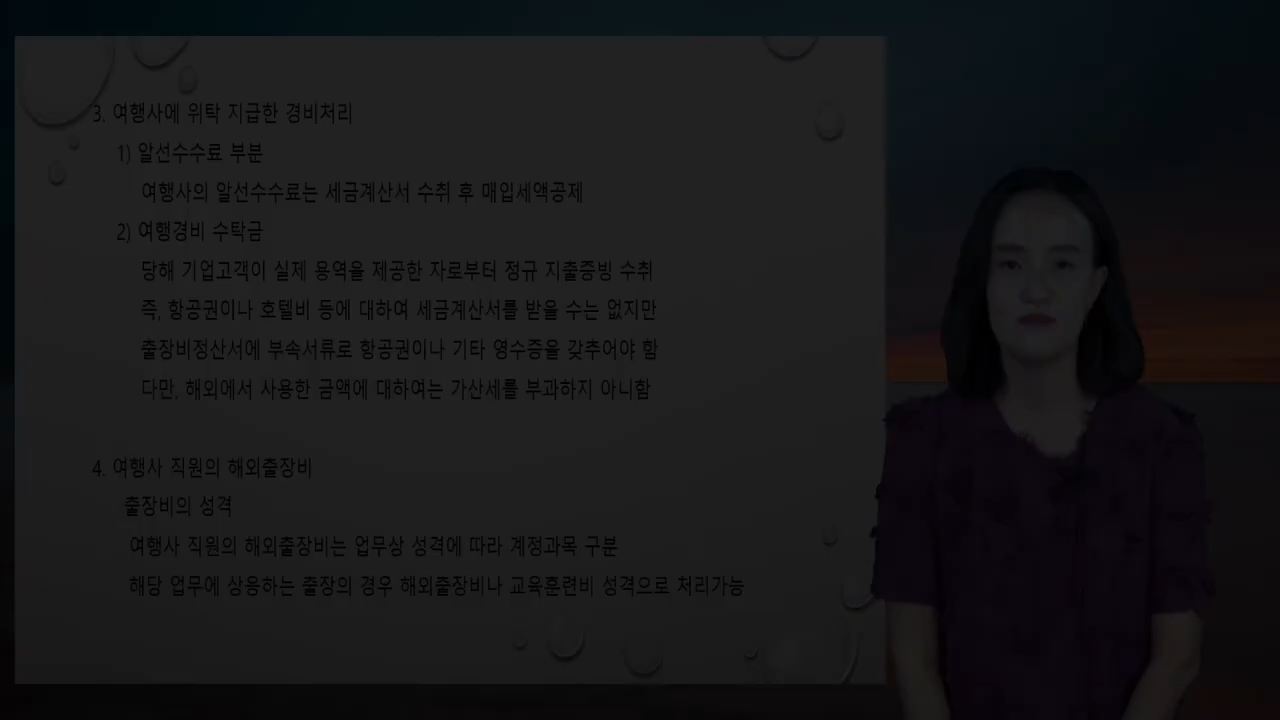 3. 여행사에 위탁 지급한 경비처리
1) 알선수수료 부분
여행사의 알선수수료는 세금계산서 수취 후 매입세액공제
2) 여행경비 수탁금
당해 기업고객이 실제 용역을 제공한 자로부터 정규 지출증빙 수취
즉, 항공권이나 호텔비 등에 대하여 세금계산서를 받을 수는 없지만
출장비정산서에 부속서류로 항공권이나 기타 영수증을 갖추어야 함
다만, 해외에서 사용한 금액에 대하여는 가산세를 부과하지 아니함
4. 여행사 직원의 해외출장비
출장비의 성격
여행사 직원의 해외출장비는 업무상 성격에 따라 계정과목 구분
해당 업무에 상응하는 출장의 경우 해외출장비나 교육훈련비 성격으로 처리가능